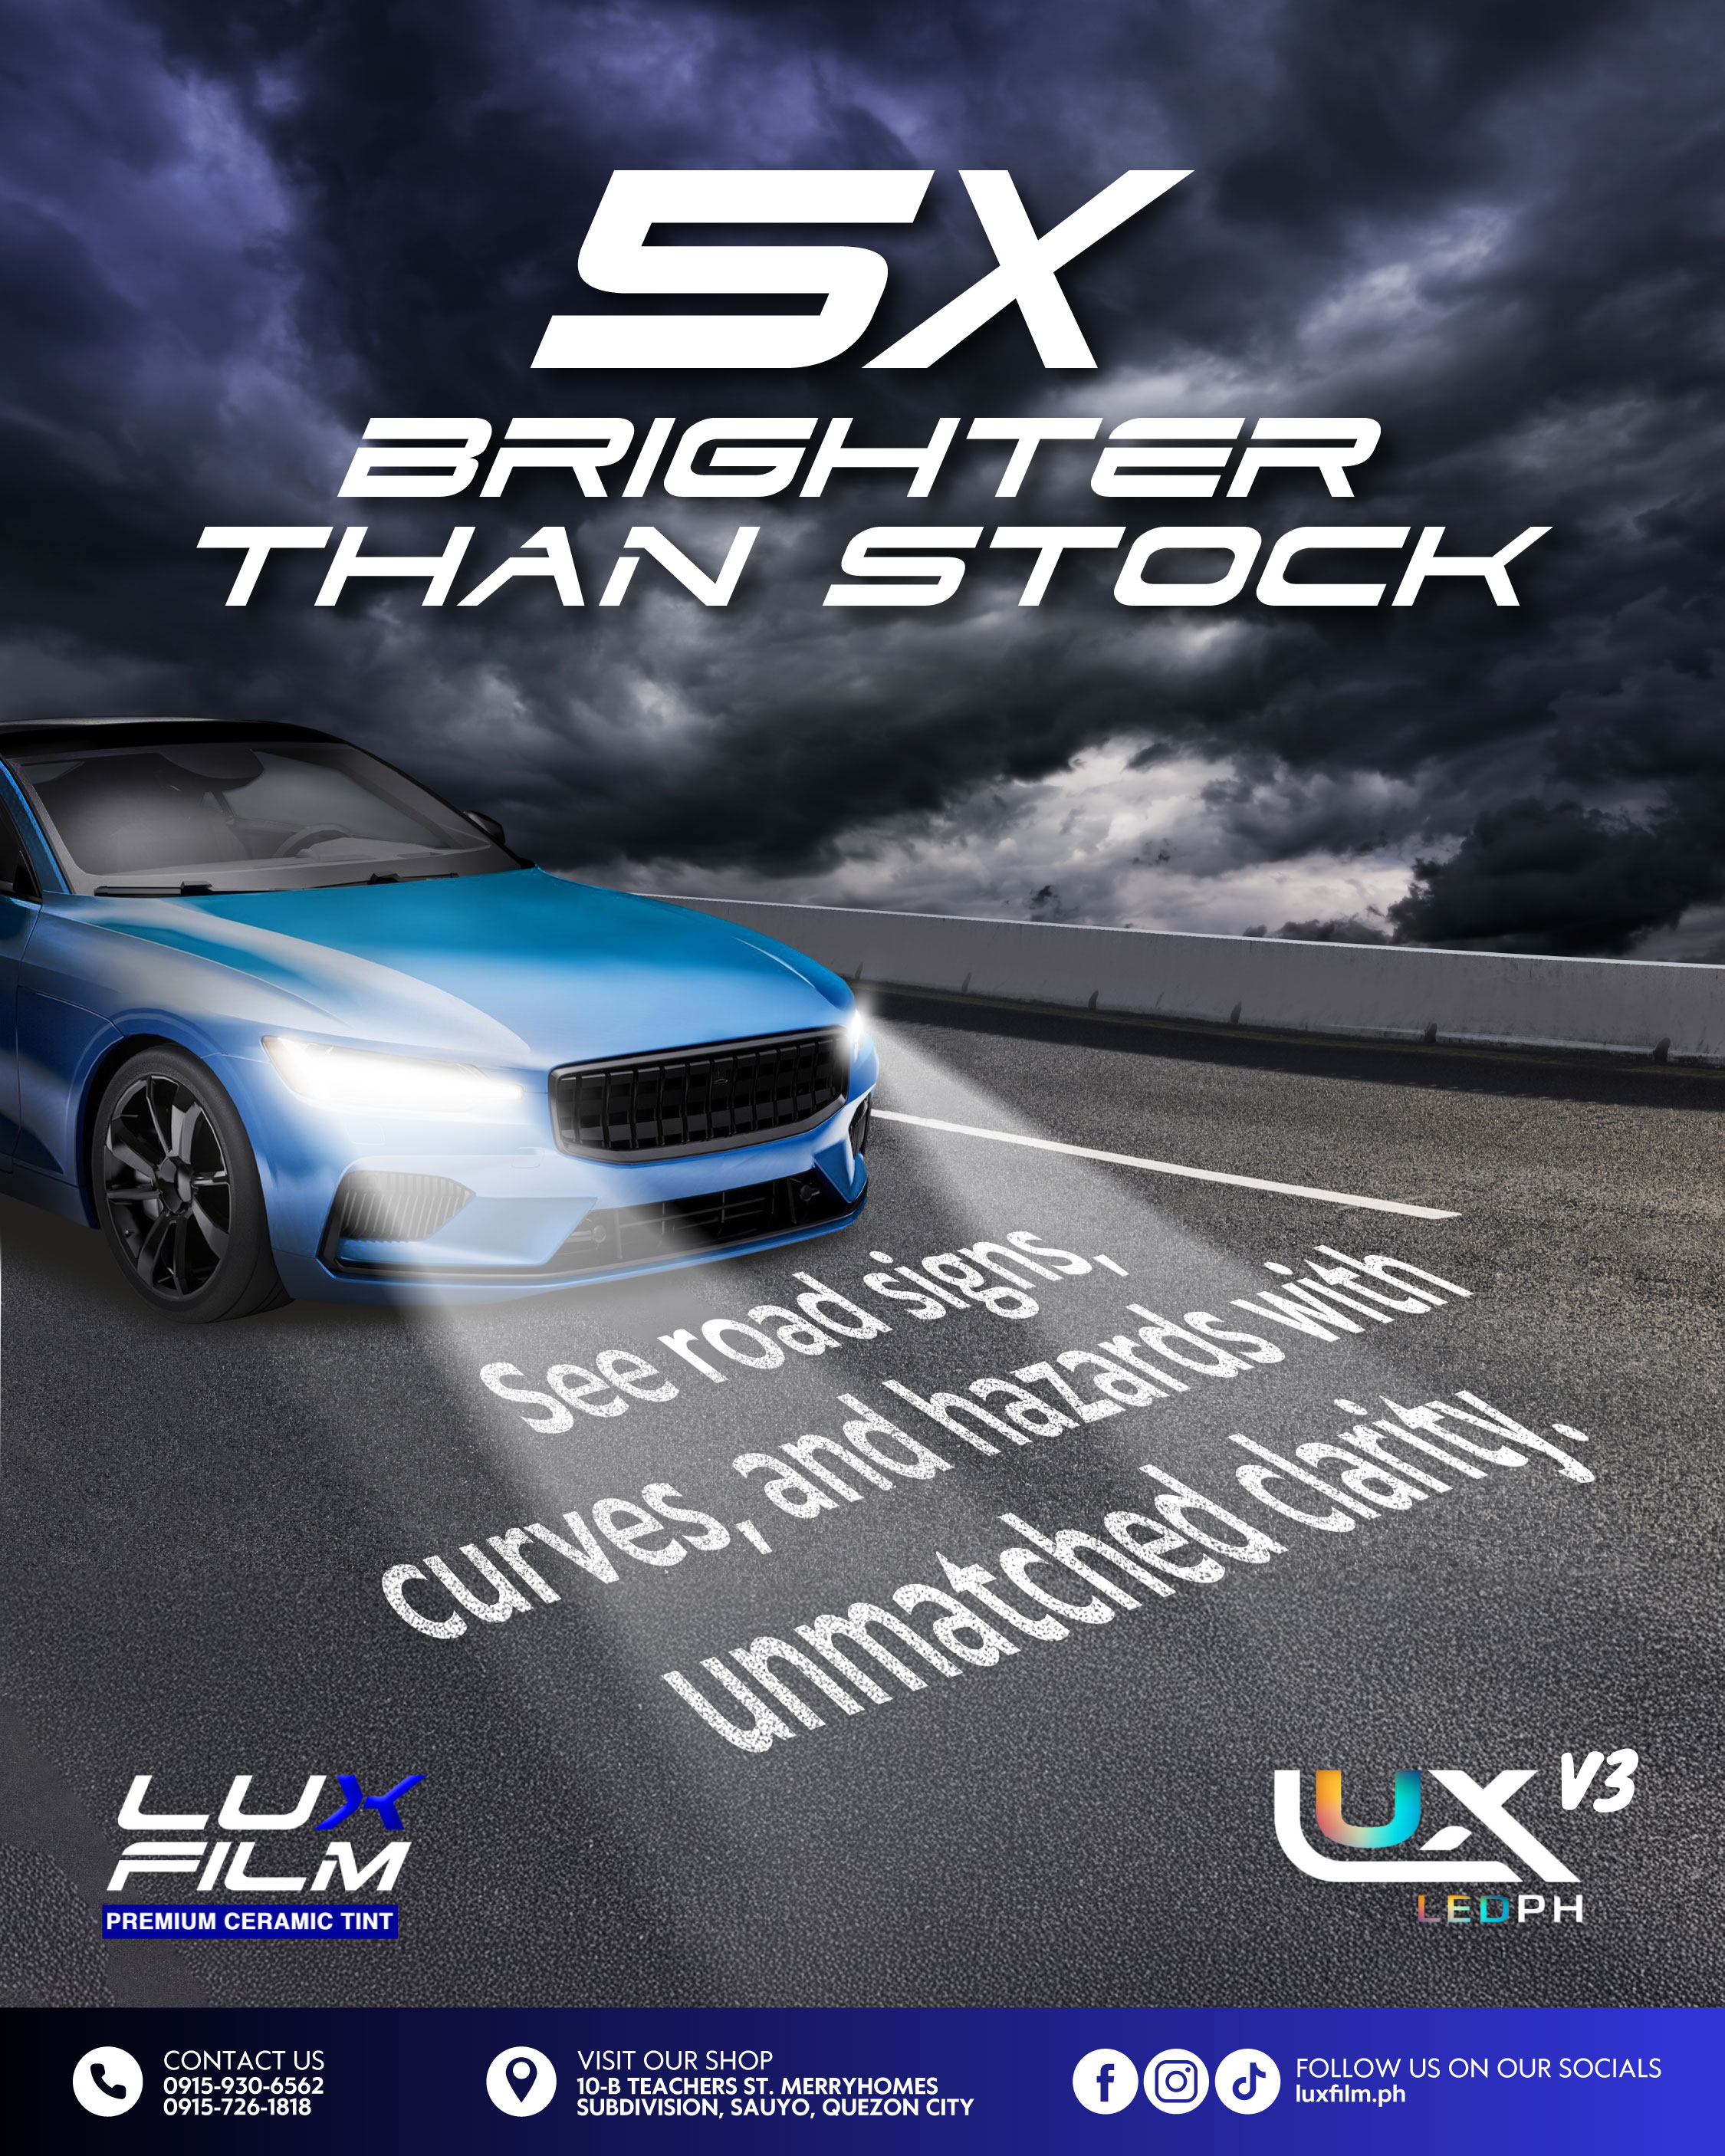 5X
BRIGHTER
THAN STOCK
See road signs,
curves, and hazards with
unmatched clarity.
LUX
FILM
PREMIUM CERAMIC TINT
LUX V3
LEDPH
CONTACT US
0915-930-6562
0915-726-1818
VISIT OUR SHOP
10-B TEACHERS ST. MERRYHOMES
SUBDIVISION, SAUYO, QUEZON CITY
FOLLOW US ON OUR SOCIALS
luxfilm.ph